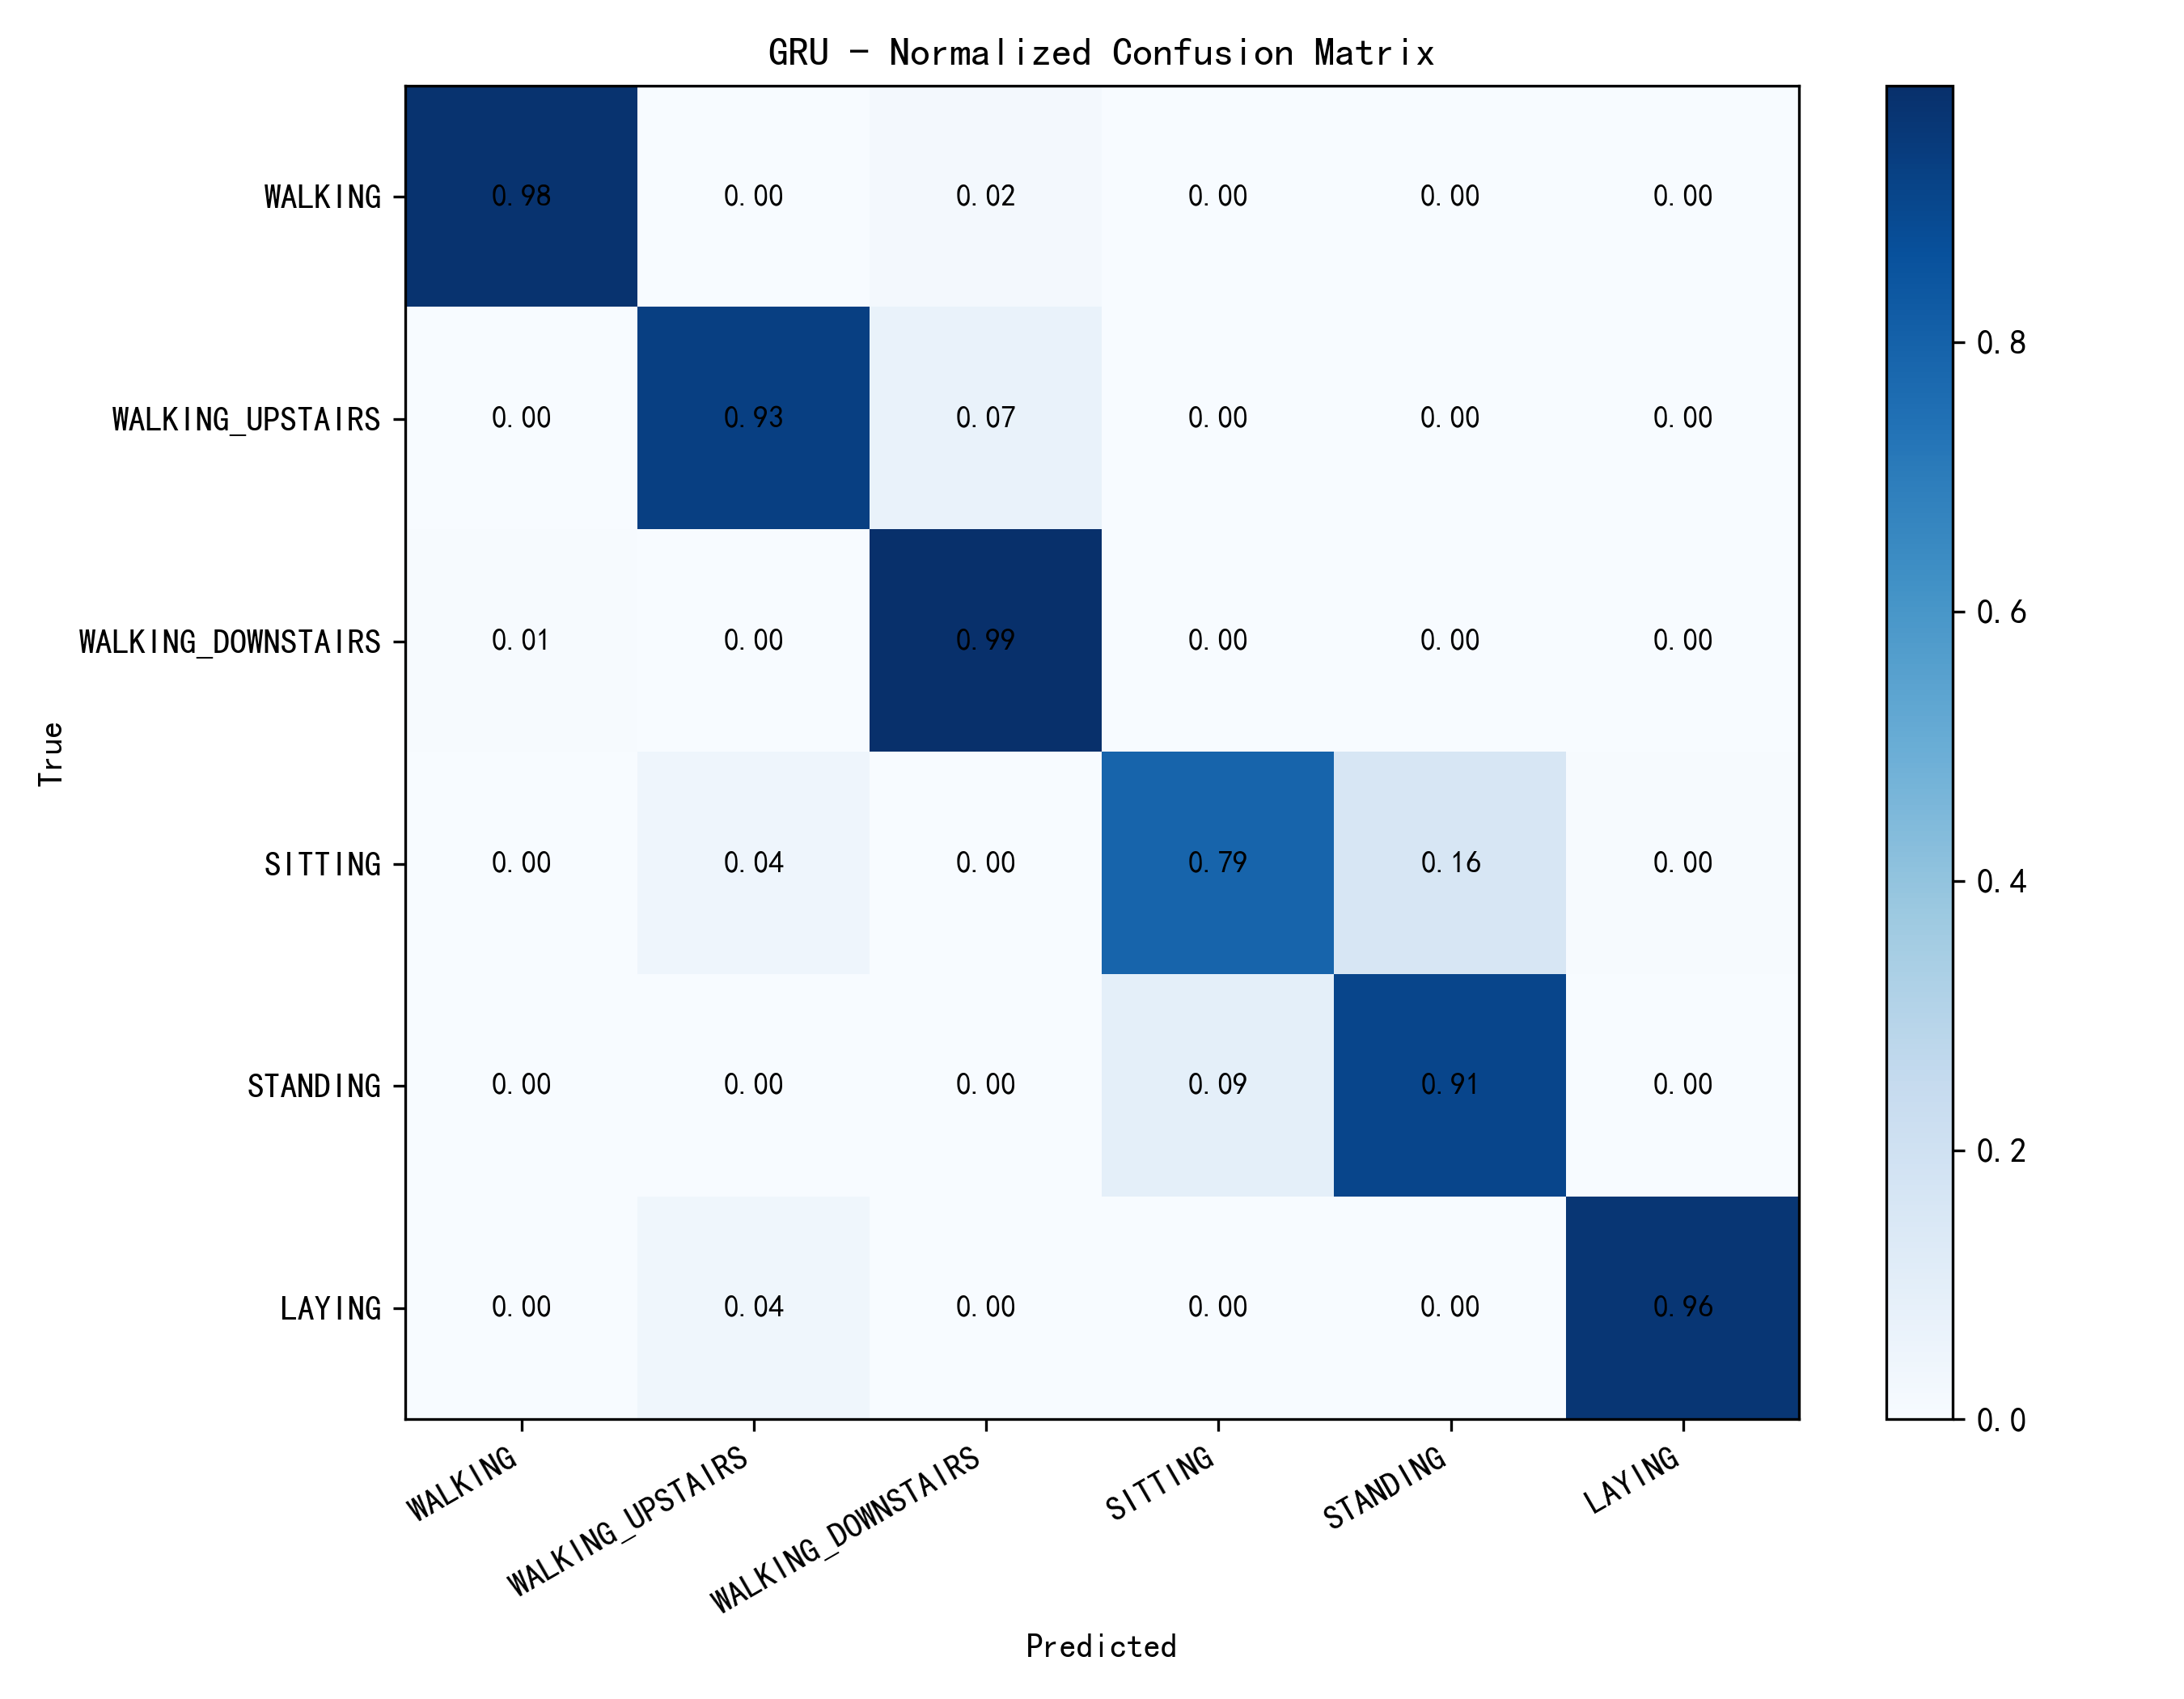 GRU - Normalized Confusion Matrix
WALKING 0.98 0.00 0.02 0.00 0.00 0.00
WALKING_UPSTAIRS 0.00 0.93 0.07 0.00 0.00 0.00
WALKING_DOWNSTAIRS 0.01 0.00 0.99 0.00 0.00 0.00
SITTING 0.00 0.04 0.00 0.79 0.16 0.00
STANDING 0.00 0.00 0.00 0.09 0.91 0.00
LAYING 0.00 0.04 0.00 0.00 0.00 0.96
True
WALKING WALKING_UPSTAIRS WALKING_DOWNSTAIRS SITTING STANDING LAYING
Predicted
0.8
0.6
0.4
0.2
0.0